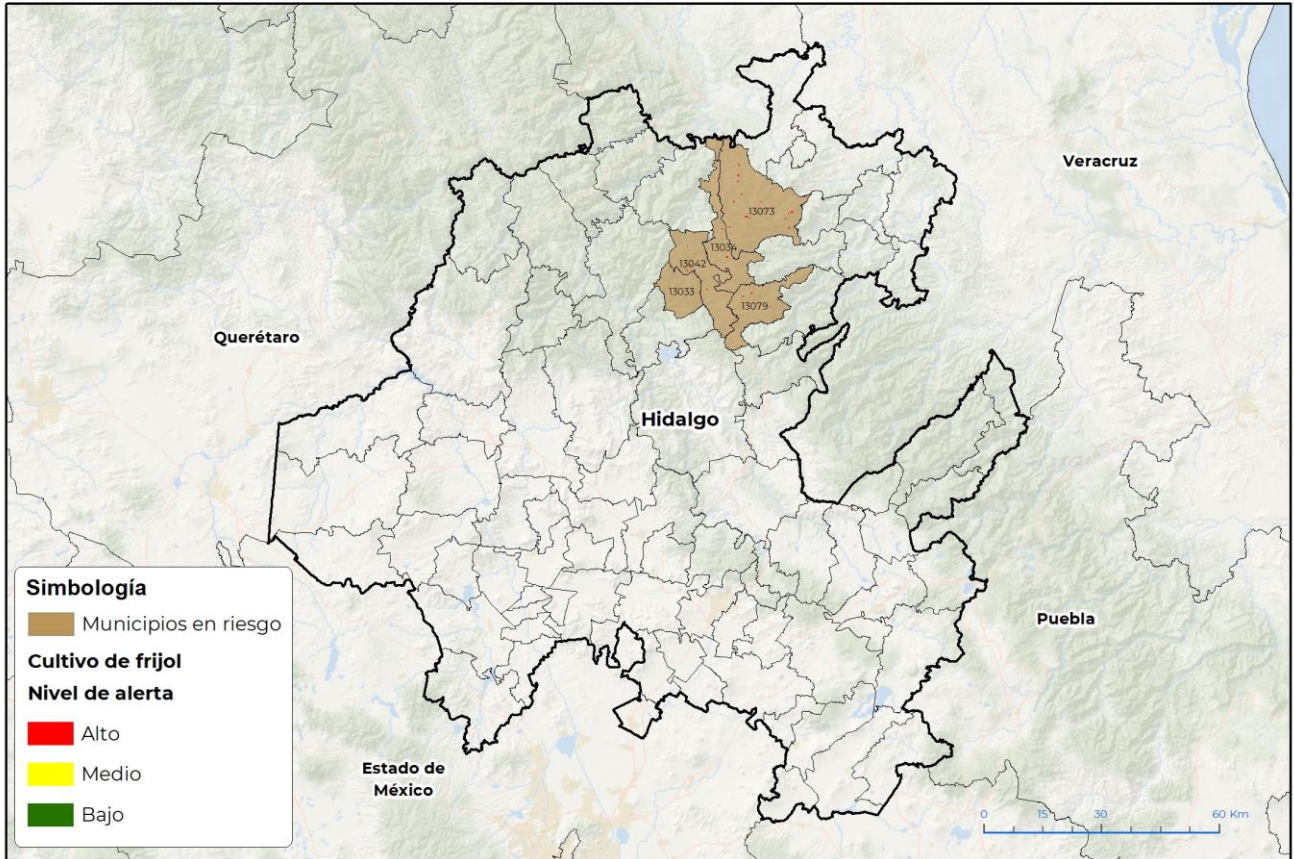 Veracruz
13073
13034
13042
13033
13079
Querétaro
Hidalgo
Simbología
Municipios en riesgo
Cultivo de frijol
Nivel de alerta
Alto
Medio
Bajo
Puebla
Estado de
México
0 15 30 60 Km